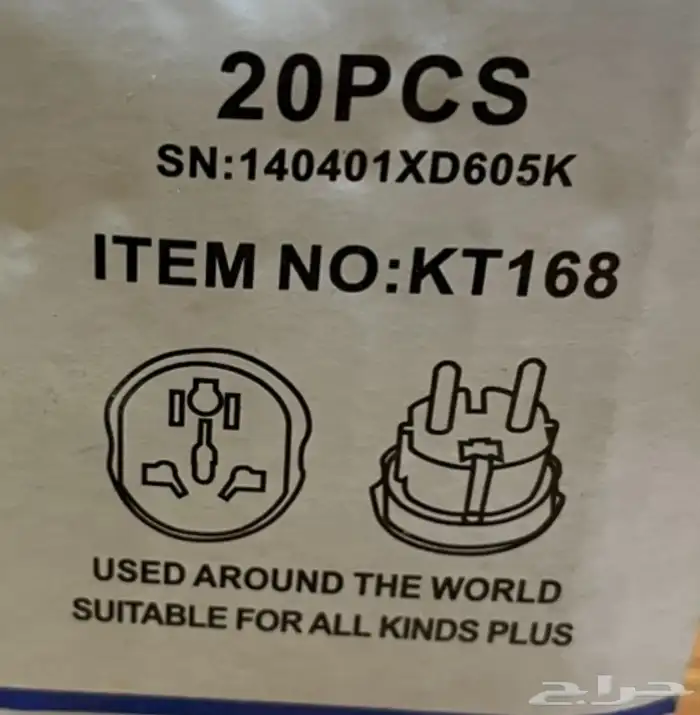 20PCS
SN:140401XD605K
ITEM NO:KT168
USED AROUND THE WORLD
SUITABLE FOR ALL KINDS PLUS
حراج